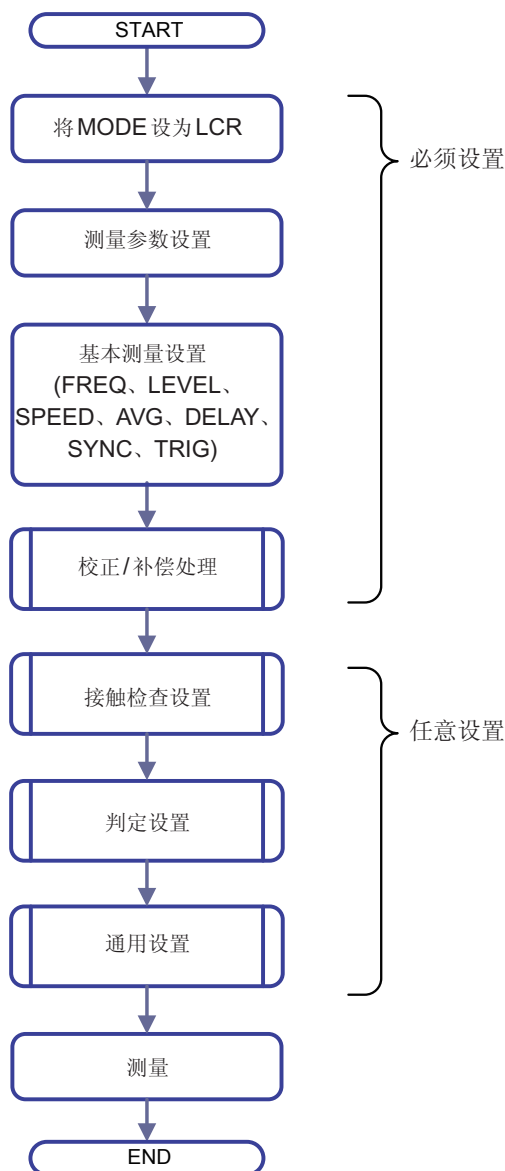 START
将MODE设为LCR
必须设置
测量参数设置
基本测量设置
(FREQ、LEVEL、
SPEED、AVG、DELAY、
SYNC、TRIG)
校正/补偿处理
接触检查设置
任意设置
判定设置
通用设置
测量
END